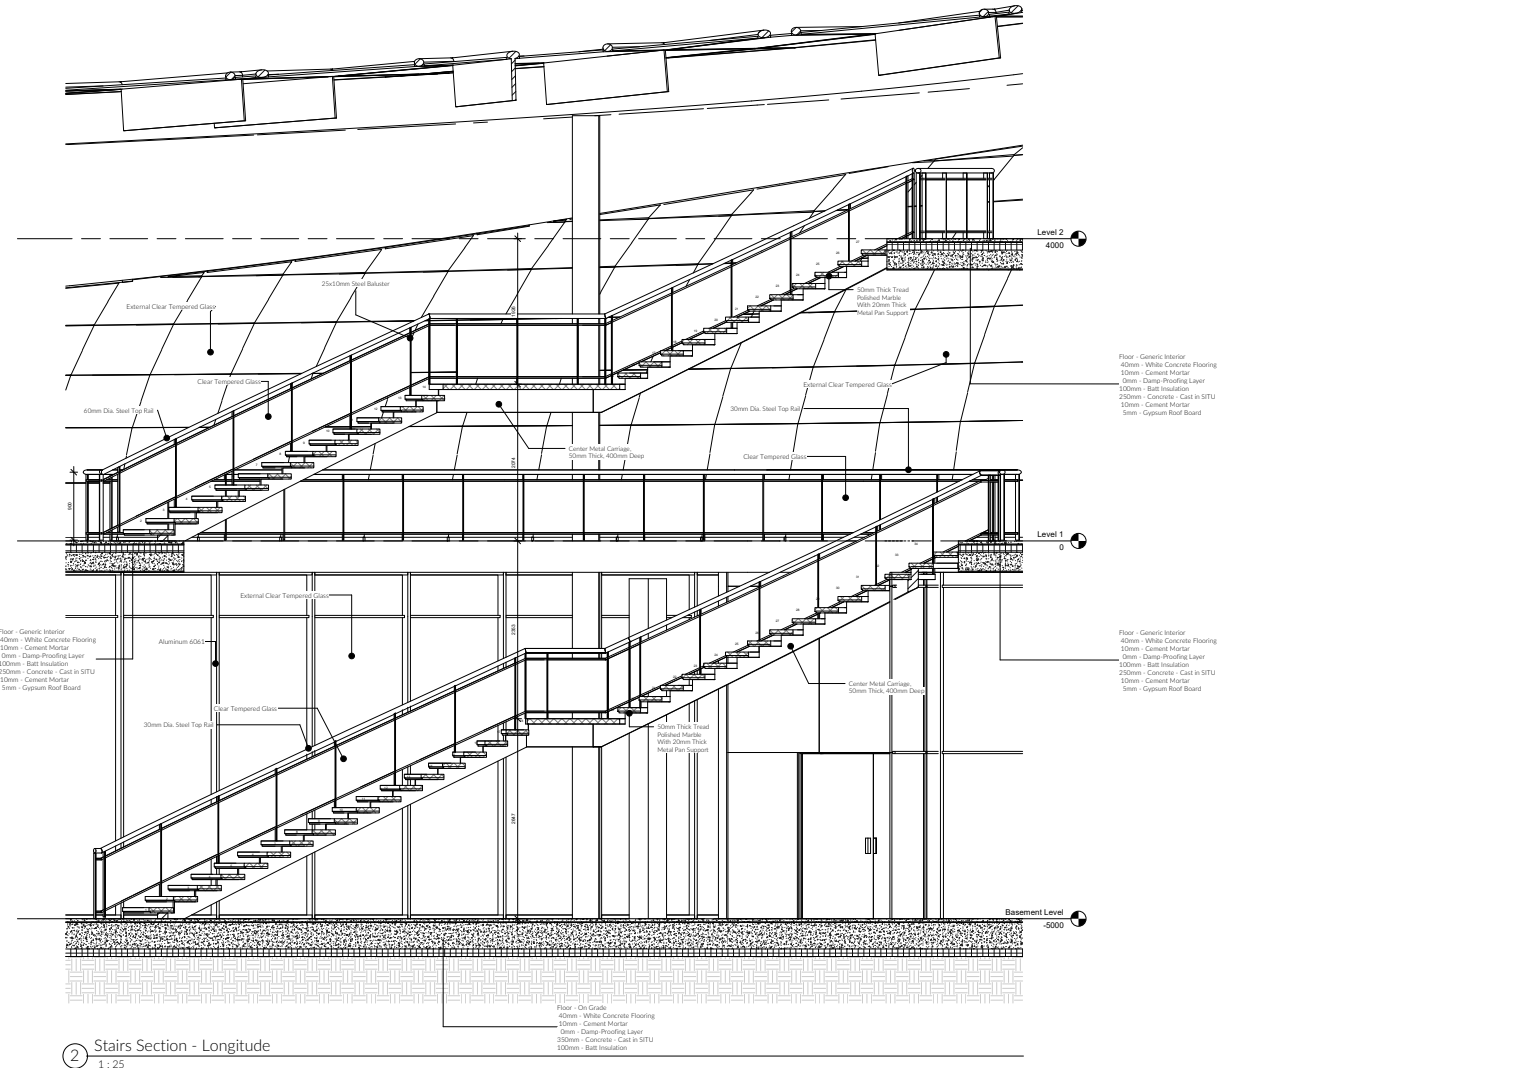 Level 2
4000
25x10mm Steel Baluster
50mm Thick Tread
Polished Marble
With 20mm Thick
Metal Pan Support
External Clear Tempered Glass
Floor - Generic Interior
40mm - White Concrete Flooring
10mm - Cement Mortar
0mm - Damp-Proofing Layer
100mm - Batt Insulation
250mm - Concrete - Cast in SITU
10mm - Cement Mortar
5mm - Gypsum Roof Board
Clear Tempered Glass
External Clear Tempered Glass
60mm Dia. Steel Top Rail
30mm Dia. Steel Top Rail
Center Metal Carriage,
50mm Thick, 400mm Deep
Clear Tempered Glass
900
Level 1
0
External Clear Tempered Glass
Floor - Generic Interior
40mm - White Concrete Flooring
10mm - Cement Mortar
0mm - Damp-Proofing Layer
100mm - Batt Insulation
250mm - Concrete - Cast in SITU
10mm - Cement Mortar
5mm - Gypsum Roof Board
Aluminum 6061
Floor - Generic Interior
40mm - White Concrete Flooring
10mm - Cement Mortar
0mm - Damp-Proofing Layer
100mm - Batt Insulation
250mm - Concrete - Cast in SITU
10mm - Cement Mortar
5mm - Gypsum Roof Board
Center Metal Carriage,
50mm Thick, 400mm Deep
Clear Tempered Glass
30mm Dia. Steel Top Rail
50mm Thick Tread
Polished Marble
With 20mm Thick
Metal Pan Support
Basement Level
-5000
Floor - On Grade
40mm - White Concrete Flooring
10mm - Cement Mortar
0mm - Damp-Proofing Layer
350mm - Concrete - Cast in SITU
100mm - Batt Insulation
2
Stairs Section - Longitude
1 : 25